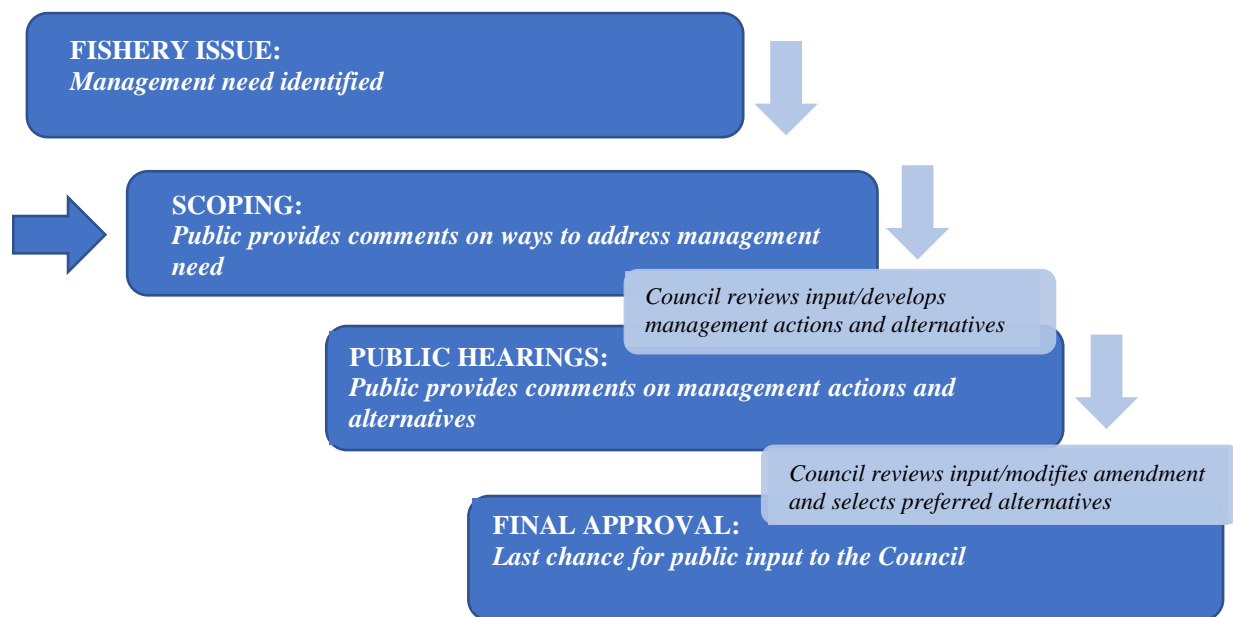 FISHERY ISSUE:
Management need identified
SCOPING:
Public provides comments on ways to address management
need
Council reviews input/develops
management actions and alternatives
PUBLIC HEARINGS:
Public provides comments on management actions and
alternatives
Council reviews input/modifies amendment
and selects preferred alternatives
FINAL APPROVAL:
Last chance for public input to the Council